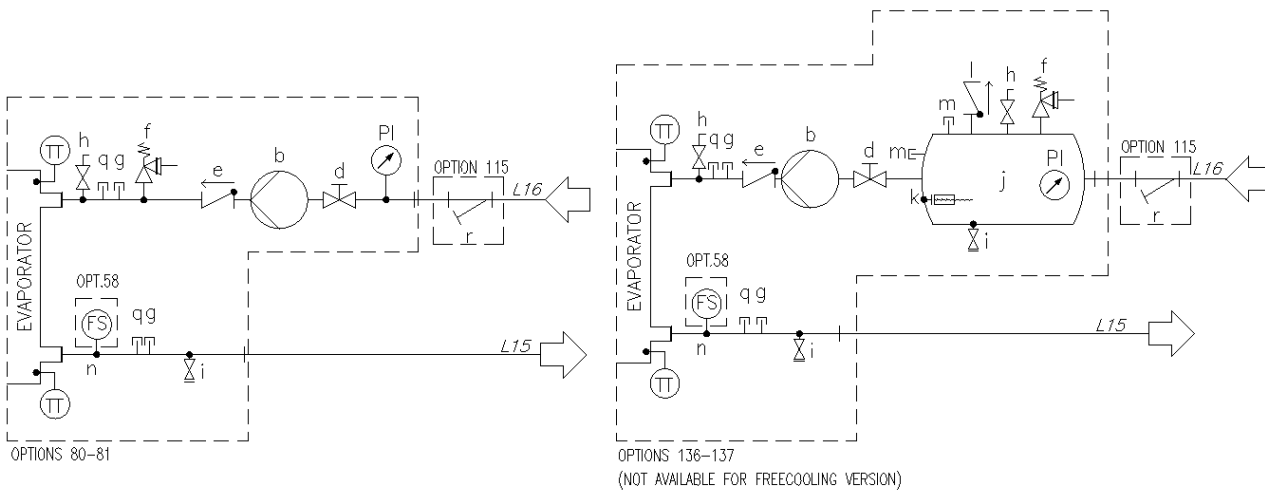 TT
h
q g
f
e
b
d
PI
OPTION 115
L16
r
EVAPORATOR
OPT.58
FS
q g
n
i
L15
TT
OPTIONS 80-81
TT
h
q g
e
b
d
m
m
l
h
f
PI
j
k
i
OPTION 115
L16
r
EVAPORATOR
OPT.58
FS
q g
n
i
L15
TT
OPTIONS 136-137
(NOT AVAILABLE FOR FREECOOLING VERSION)